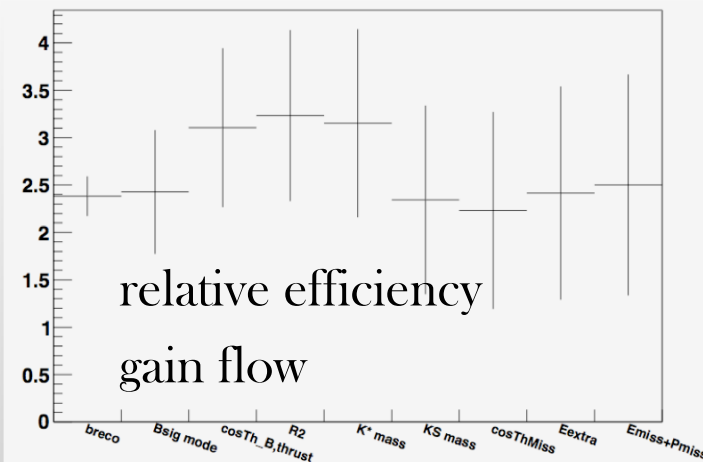 4
3.5
3
2.5
2
1.5
1
0.5
0
relative efficiency
gain flow
breco
Bsig mode
cosTh_B,thrust
R2
K* mass
KS mass
cosThMiss
Eextra
Emiss+Pmiss